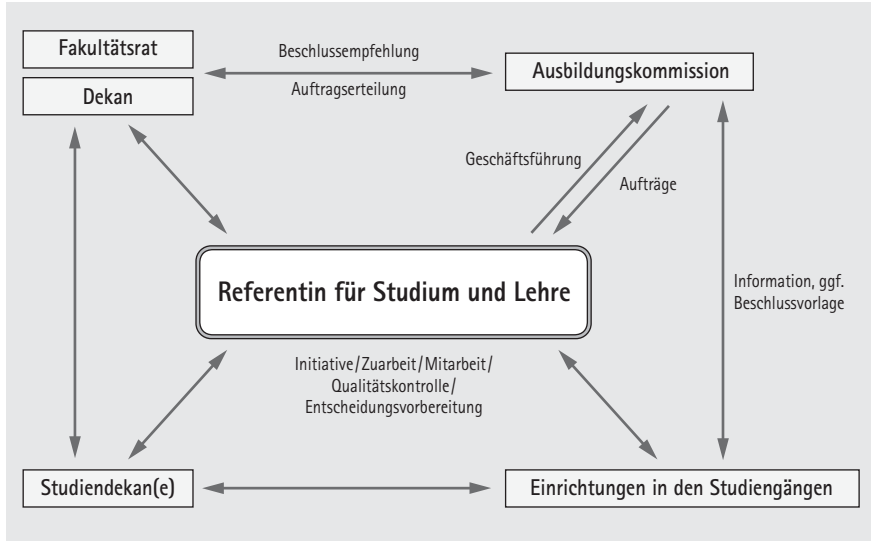 Fakultätsrat
Dekan
Beschlussempfehlung
Auftragserteilung
Ausbildungskommission
Geschäftsführung
Aufträge
Referentin für Studium und Lehre
Information, ggf.
Beschlussvorlage
Initiative/Zuarbeit/Mitarbeit/
Qualitätskontrolle/
Entscheidungsvorbereitung
Studiendekan(e)
Einrichtungen in den Studiengängen